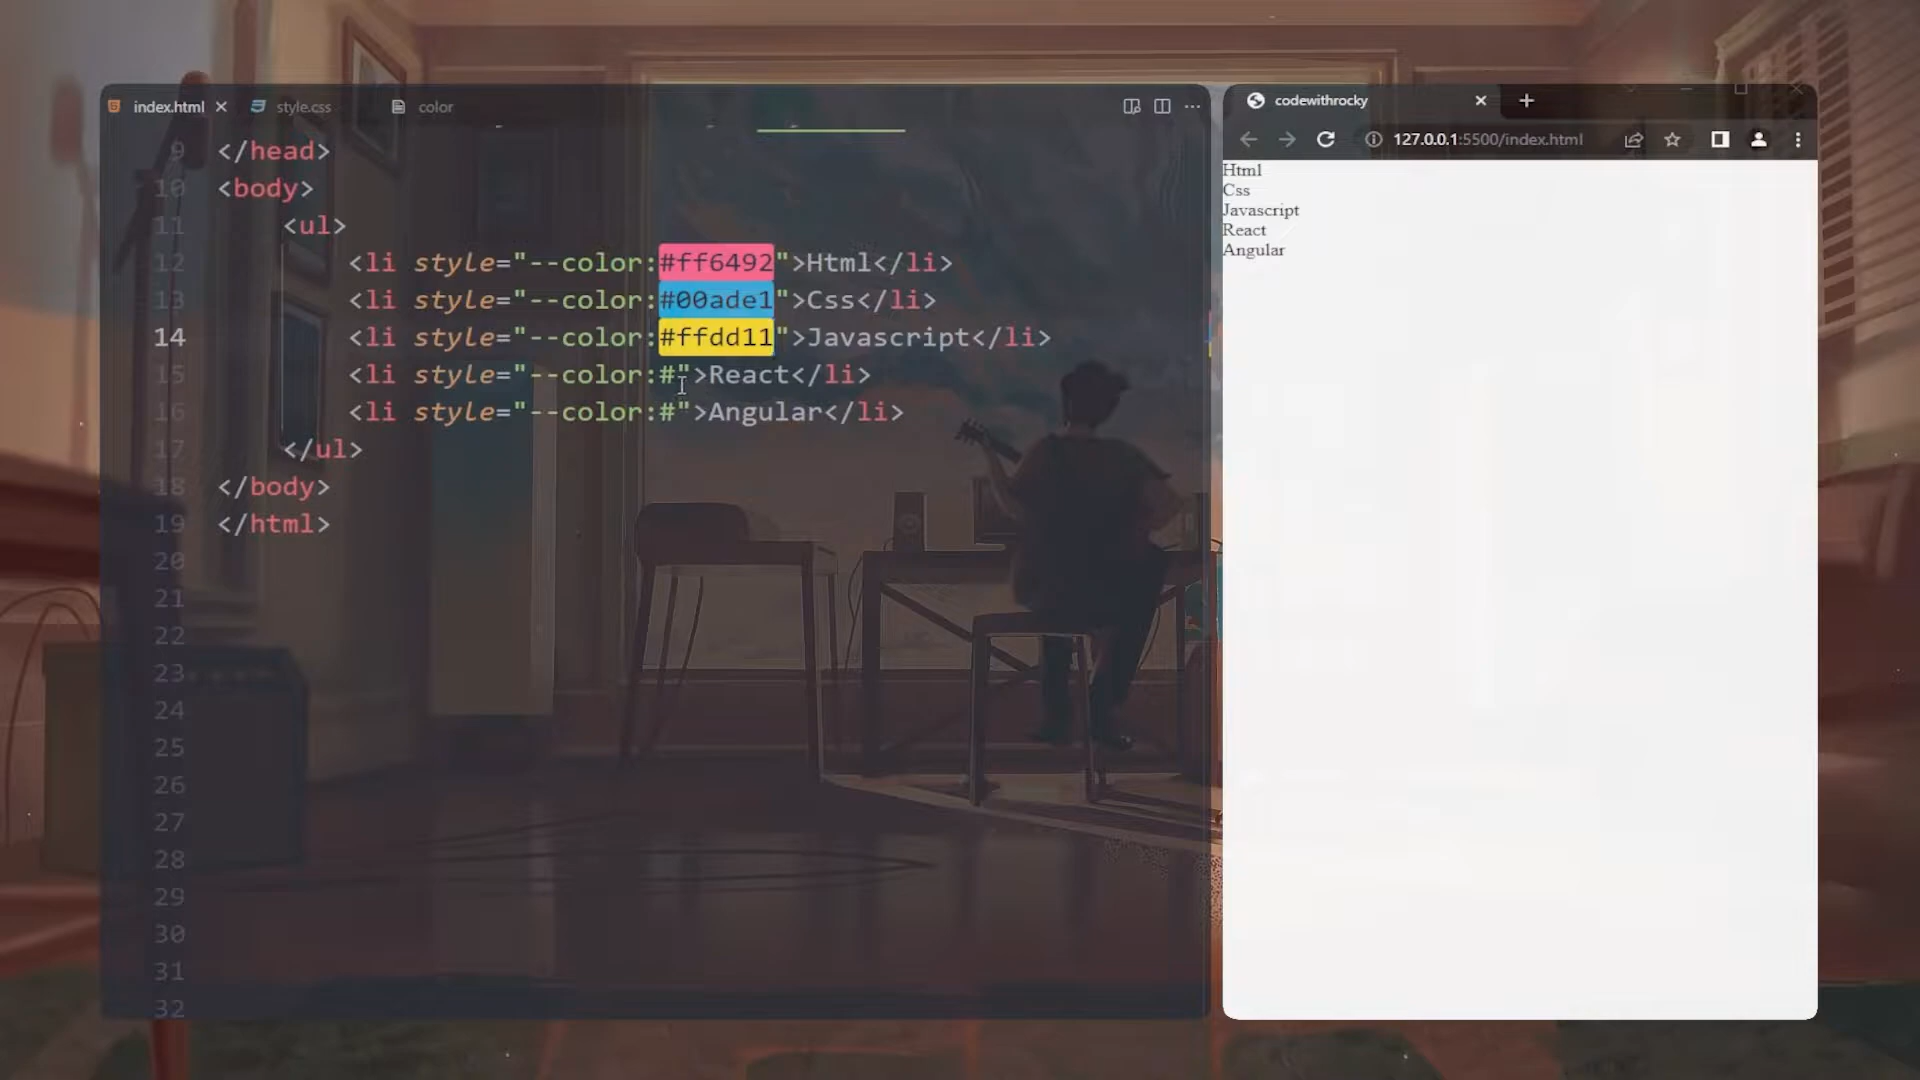 index.html
style.css
color
9 </head>
10 <body>
11 <ul>
12 <li style="--color:#ff6492">Html</li>
13 <li style="--color:#00ade1">Css</li>
14 <li style="--color:#ffdd11">Javascript</li>
15 <li style="--color:#">React</li>
16 <li style="--color:#">Angular</li>
17 </ul>
18 </body>
19 </html>
20
21
22
23
24
25
26
27
28
29
30
31
32
codewithrocky
127.0.0.1:5500/index.html
Html
Css
Javascript
React
Angular